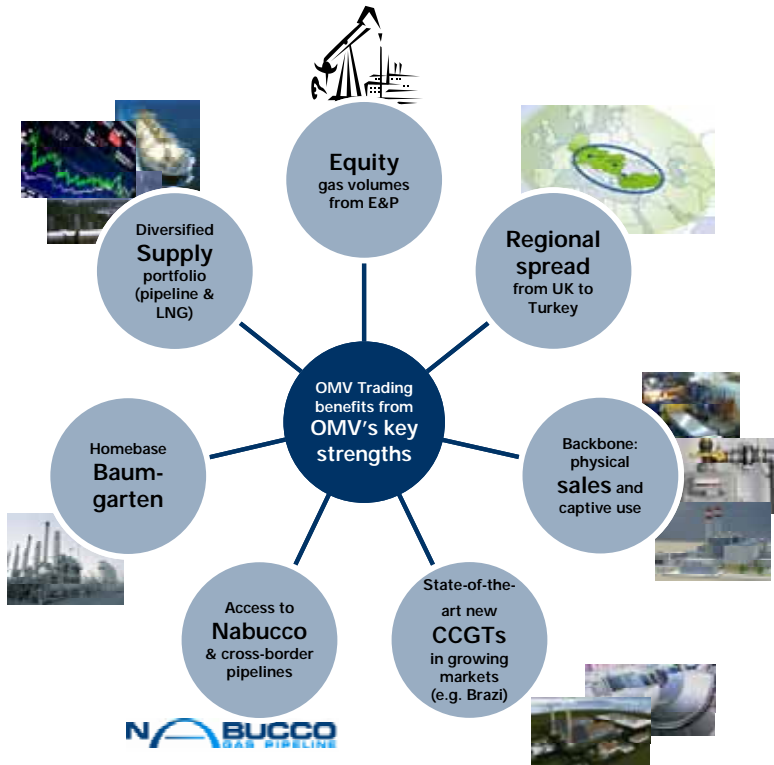 Equity
gas volumes
from E&P
Regional
spread
from UK to
Turkey
Backbone:
physical
sales and
captive use
State-of-the-
art new
CCGTs
in growing
markets
(e.g. Brazi)
Access to
Nabucco
& cross-border
pipelines
NABUCCO
GAS PIPELINE
Homebase
Baum-
garten
Diversified
Supply
portfolio
(pipeline &
LNG)
OMV Trading
benefits from
OMV's key
strengths